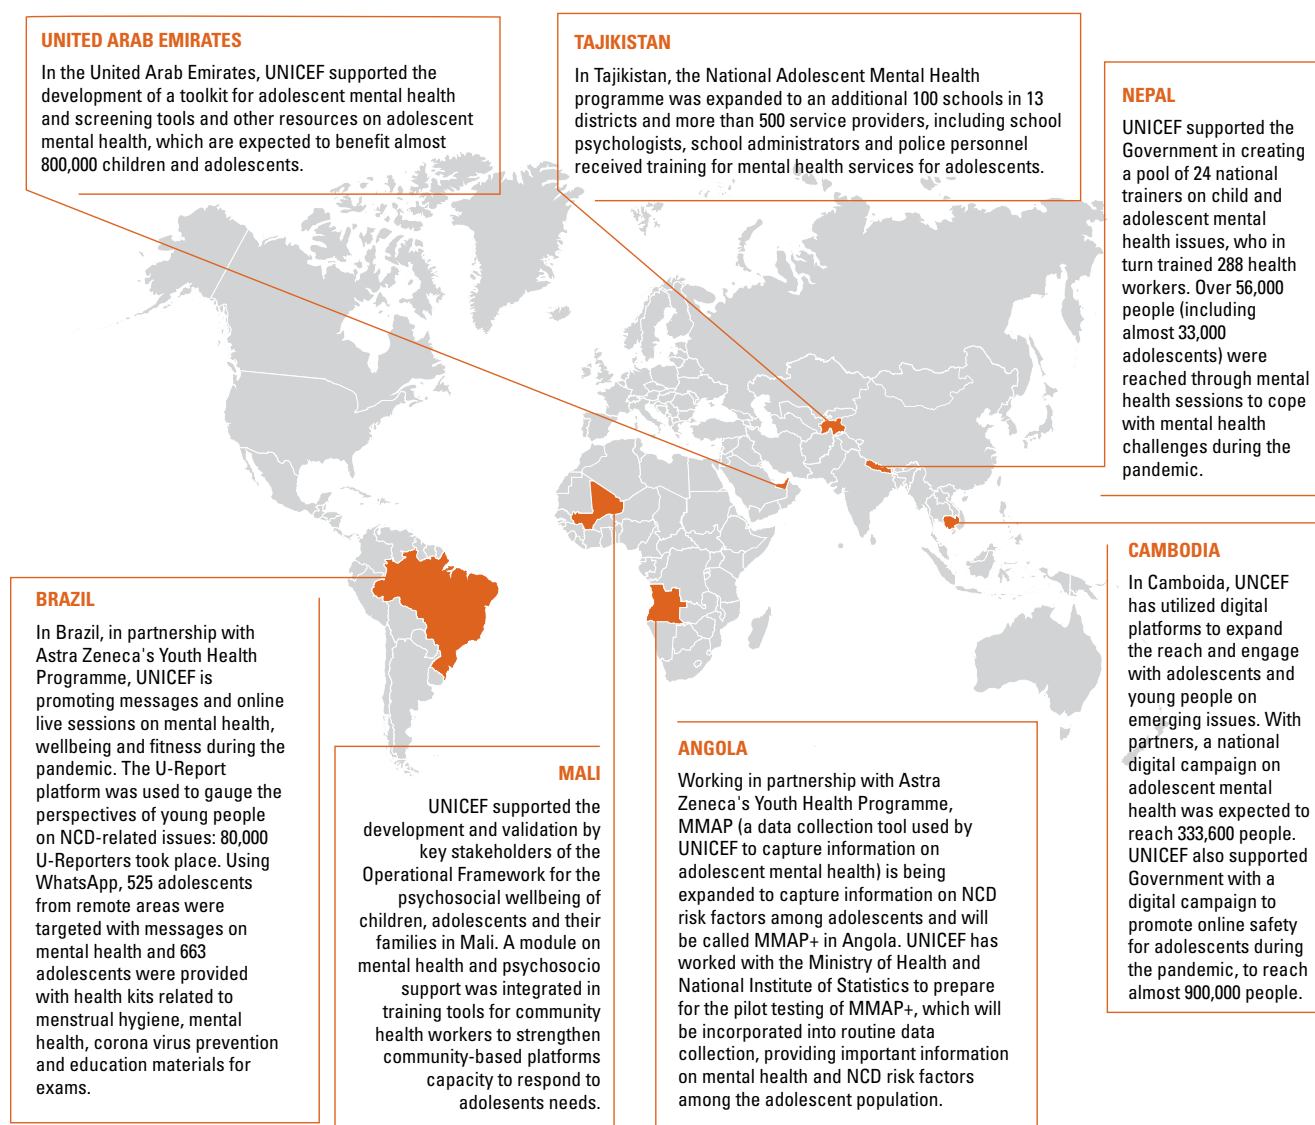 UNITED ARAB EMIRATES
In the United Arab Emirates, UNICEF supported the
development of a toolkit for adolescent mental health
and screening tools and other resources on adolescent
mental health, which are expected to benefit almost
800,000 children and adolescents.
TAJIKISTAN
In Tajikistan, the National Adolescent Mental Health
programme was expanded to an additional 100 schools in 13
districts and more than 500 service providers, including school
psychologists, school administrators and police personnel
received training for mental health services for adolescents.
NEPAL
UNICEF supported the
Government in creating
a pool of 24 national
trainers on child and
adolescent mental
health issues, who in
turn trained 288 health
workers. Over 56,000
people (including
almost 33,000
adolescents) were
reached through mental
health sessions to cope
with mental health
challenges during the
pandemic.
CAMBODIA
In Camboida, UNCEF
has utilized digital
platforms to expand
the reach and engage
with adolescents and
young people on
emerging issues. With
partners, a national
digital campaign on
adolescent mental
health was expected to
reach 333,600 people.
UNICEF also supported
Government with a
digital campaign to
promote online safety
for adolescents during
the pandemic, to reach
almost 900,000 people.
BRAZIL
In Brazil, in partnership with
Astra Zeneca's Youth Health
Programme, UNICEF is
promoting messages and online
live sessions on mental health,
wellbeing and fitness during the
pandemic. The U-Report
platform was used to gauge the
perspectives of young people
on NCD-related issues: 80,000
U-Reporters took place. Using
WhatsApp, 525 adolescents
from remote areas were
targeted with messages on
mental health and 663
adolescents were provided
with health kits related to
menstrual hygiene, mental
health, corona virus prevention
and education materials for
exams.
MALI
UNICEF supported the
development and validation by
key stakeholders of the
Operational Framework for the
psychosocial wellbeing of
children, adolescents and their
families in Mali. A module on
mental health and psychosocio
support was integrated in
training tools for community
health workers to strengthen
community-based platforms
capacity to respond to
adolesents needs.
ANGOLA
Working in partnership with Astra
Zeneca's Youth Health Programme,
MMAP (a data collection tool used by
UNICEF to capture information on
adolescent mental health) is being
expanded to capture information on NCD
risk factors among adolescents and will
be called MMAP+ in Angola. UNICEF has
worked with the Ministry of Health and
National Institute of Statistics to prepare
for the pilot testing of MMAP+, which will
be incorporated into routine data
collection, providing important information
on mental health and NCD risk factors
among the adolescent population.